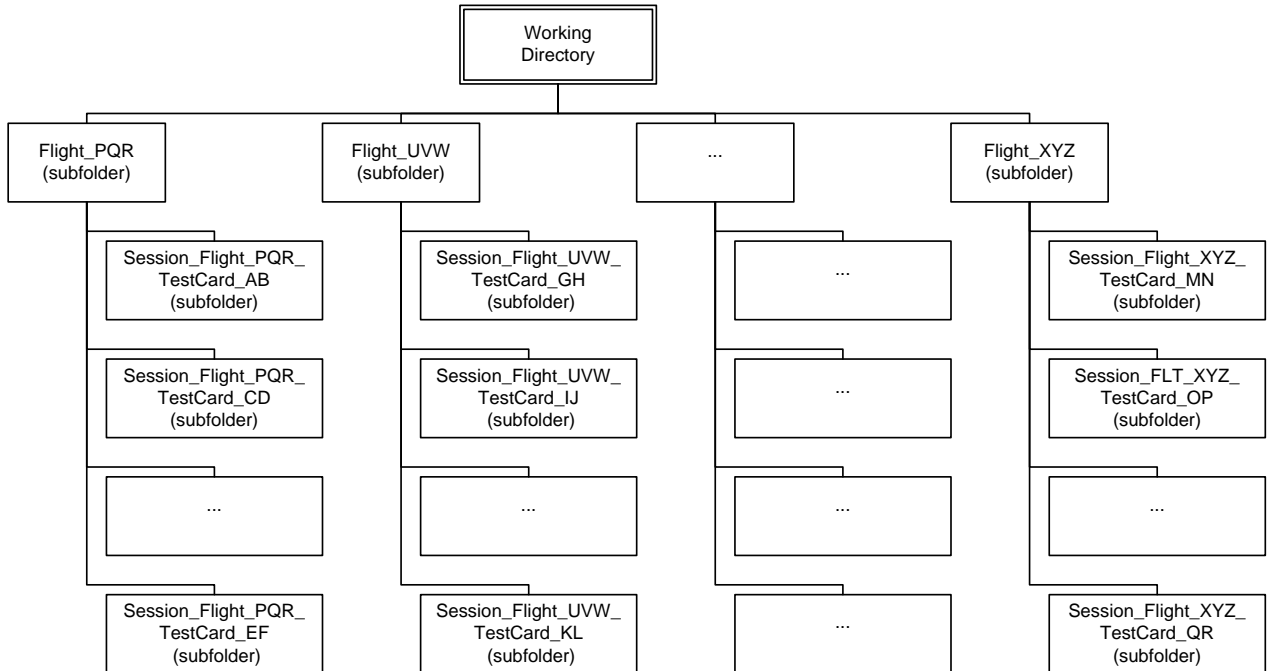 Working
Directory
Flight_PQR
(subfolder)
Flight_UVW
(subfolder)
...
Flight_XYZ
(subfolder)
Session_Flight_PQR_
TestCard_AB
(subfolder)
Session_Flight_UVW_
TestCard_GH
(subfolder)
...
Session_Flight_XYZ_
TestCard_MN
(subfolder)
Session_Flight_PQR_
TestCard_CD
(subfolder)
Session_Flight_UVW_
TestCard_IJ
(subfolder)
...
Session_FLT_XYZ_
TestCard_OP
(subfolder)
...
...
...
Session_Flight_PQR_
TestCard_EF
(subfolder)
Session_Flight_UVW_
TestCard_KL
(subfolder)
...
Session_Flight_XYZ_
TestCard_QR
(subfolder)